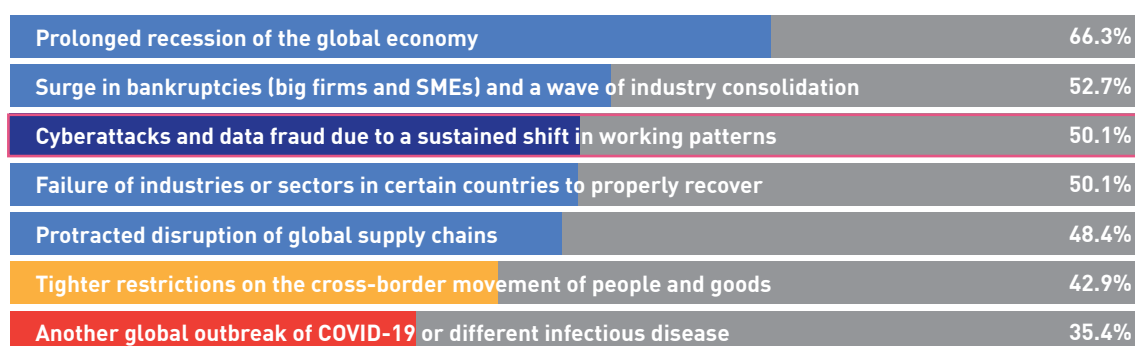 Prolonged recession of the global economy 66.3%
Surge in bankruptcies (big firms and SMEs) and a wave of industry consolidation 52.7%
Cyberattacks and data fraud due to a sustained shift in working patterns 50.1%
Failure of industries or sectors in certain countries to properly recover 50.1%
Protracted disruption of global supply chains 48.4%
Tighter restrictions on the cross-border movement of people and goods 42.9%
Another global outbreak of COVID-19 or different infectious disease 35.4%